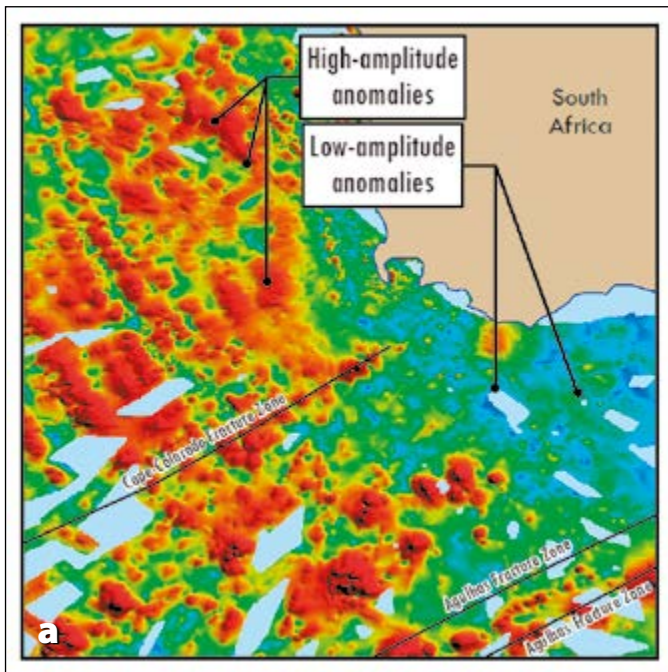 High-amplitude
anomalies
South
Africa
Low-amplitude
anomalies
Cape-Colorado Fracture Zone
Agulhas Fracture Zone
Agulhas Fracture Zone
a